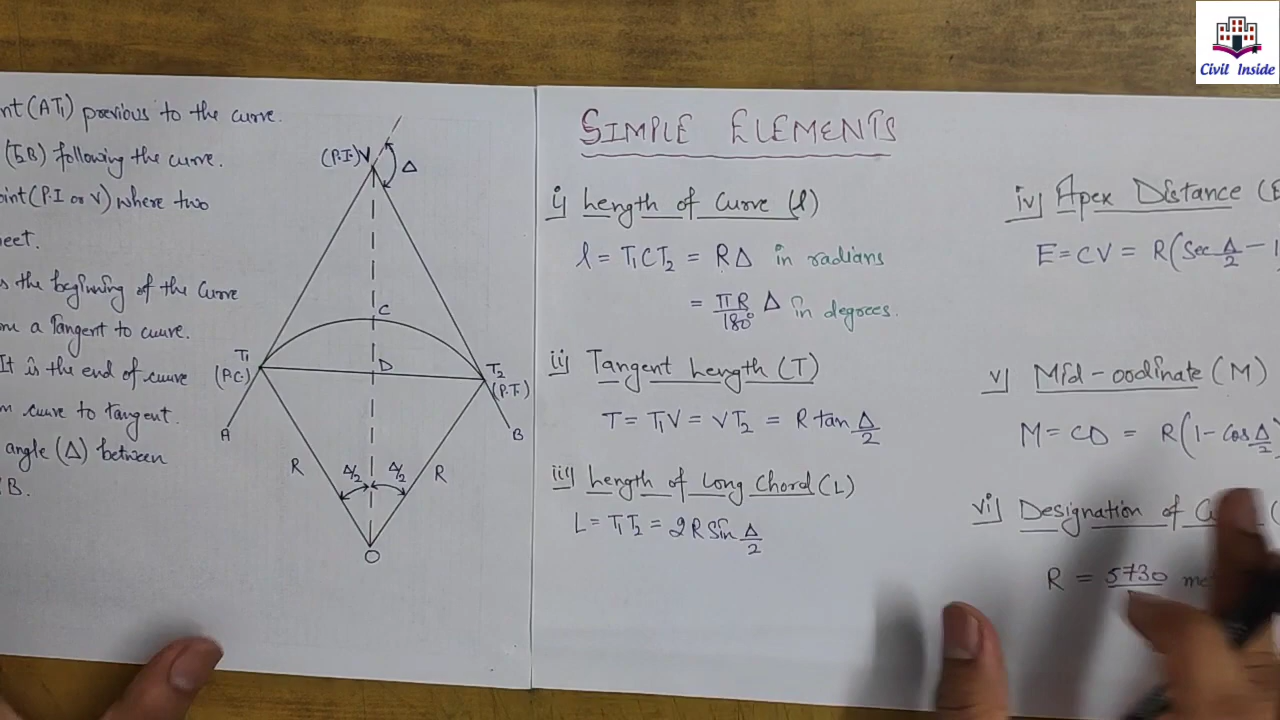 Civil Inside
nt (AT₁) previous to the curve.
(T₂B) following the curve.
oint (P.I or V) where two
eet.
s the beginning of the Curve
m a Tangent to curve.
It is the end of curve
m curve to tangent.
angle (Δ) between
B.
(P.I) V
Δ
C
D
T₁
(P.C)
T₂
(P.T)
A
B
R
Δ/2
Δ/2
R
O
SIMPLE ELEMENTS
i) Length of Curve (l)
l = T₁CT₂ = RΔ in radians
= πR/180° Δ in degrees.
ii) Tangent Length (T)
T = T₁V = VT₂ = R tan Δ/2
iii) Length of Long Chord (L)
L = T₁T₂ = 2R Sin Δ/2
iv) Apex Distance (E
E = CV = R(Sec Δ/2 - 1
v) Mid-oodinate (M)
M = CD = R(1 - cos Δ/2)
vi) Designation of
R = 5730